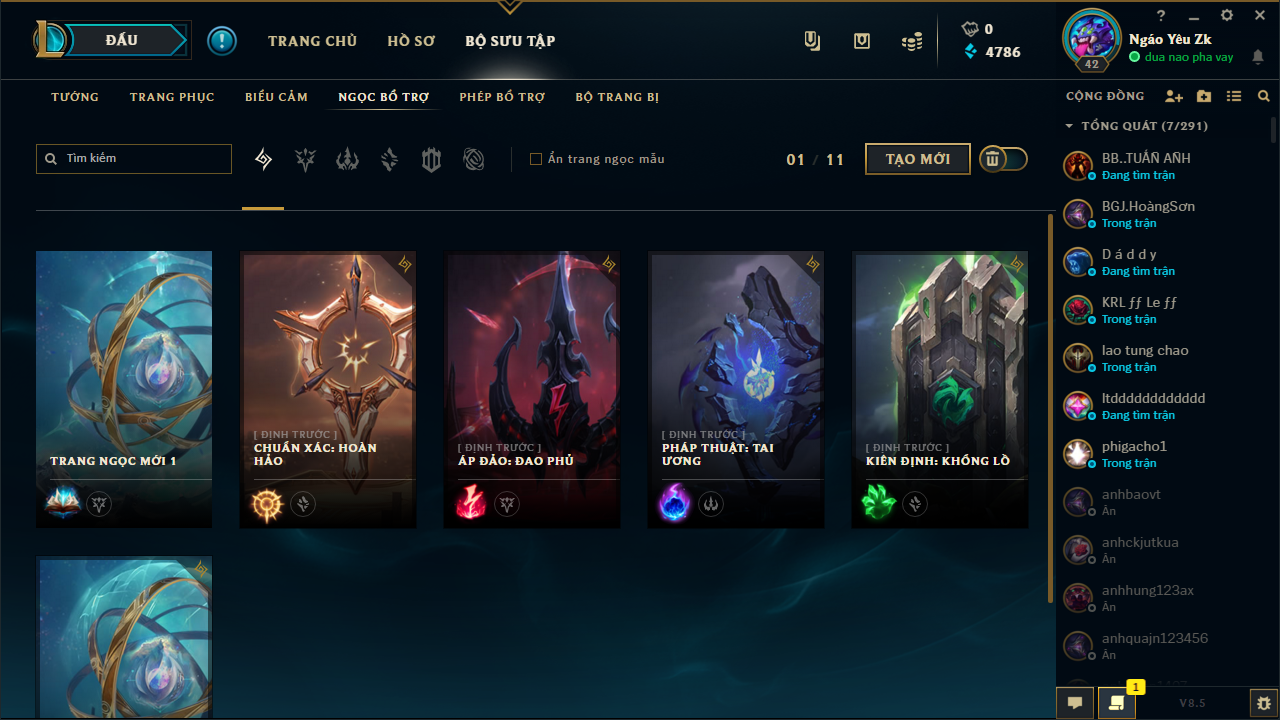 ĐẤU
TRANG CHỦ
HỒ SƠ
BỘ SƯU TẬP
0
4786
42
Ngáo Yêu Zk
dua nao pha vay
TƯỚNG
TRANG PHỤC
BIỂU CẢM
NGỌC BỔ TRỢ
PHÉP BỔ TRỢ
BỘ TRANG BỊ
Tìm kiếm
Ẩn trang ngọc mẫu
01 / 11
TẠO MỚI
TRANG NGỌC MỚI 1
[ ĐỊNH TRƯỚC ]
CHUẨN XÁC: HOÀN
HẢO
[ ĐỊNH TRƯỚC ]
ÁP ĐẢO: ĐAO PHỦ
[ ĐỊNH TRƯỚC ]
PHÁP THUẬT: TAI
ƯƠNG
[ ĐỊNH TRƯỚC ]
KIÊN ĐỊNH: KHỔNG LỒ
CỘNG ĐỒNG
TỔNG QUÁT (7/291)
BB..TUẤN ANH
Đang tìm trận
BGJ.HoàngSơn
Trong trận
D á d d y
Đang tìm trận
KRL ƒƒ Le ƒƒ
Trong trận
lao tung chao
Trong trận
ltdddddddddddd
Đang tìm trận
phigacho1
Trong trận
anhbaovt
Ẩn
anhckjutkua
Ẩn
anhhung123ax
Ẩn
anhquajn123456
Ẩn
1
V8.5